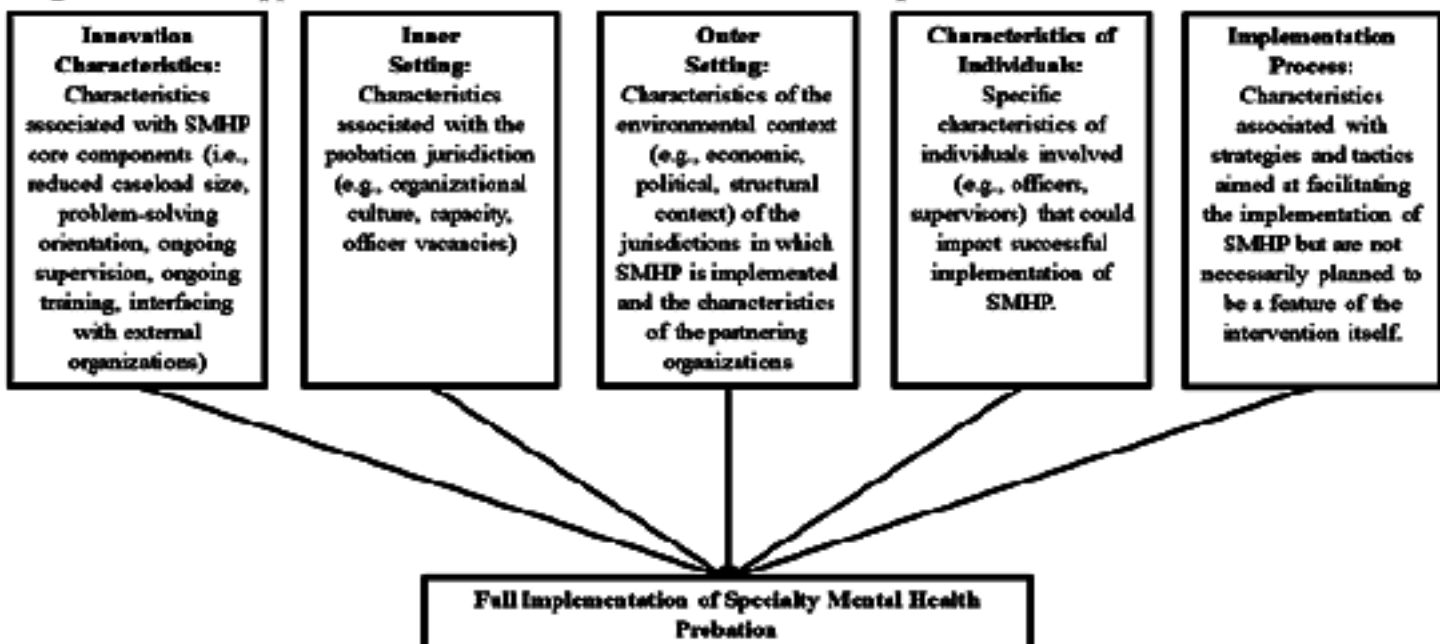 Innovation
Characteristics:
Characteristics
associated with SMHP
core components (i.e.,
reduced caseload size,
problem-solving
orientation, ongoing
supervision, ongoing
training, interfacing
with external
organizations)
Inner
Setting:
Characteristics
associated with the
probation jurisdiction
(e.g., organizational
culture, capacity,
officer vacancies)
Outer
Setting:
Characteristics of the
environmental context
(e.g., economic,
political, structural
context) of the
jurisdictions in which
SMHP is implemented
and the characteristics
of the partnering
organizations
Characteristics of
Individuals:
Specific
characteristics of
individuals involved
(e.g., officers,
supervisors) that could
impact successful
implementation of
SMHP.
Implementation
Process:
Characteristics
associated with
strategies and tactics
aimed at facilitating
the implementation of
SMHP but are not
necessarily planned to
be a feature of the
intervention itself.
Full Implementation of Specialty Mental Health
Probation